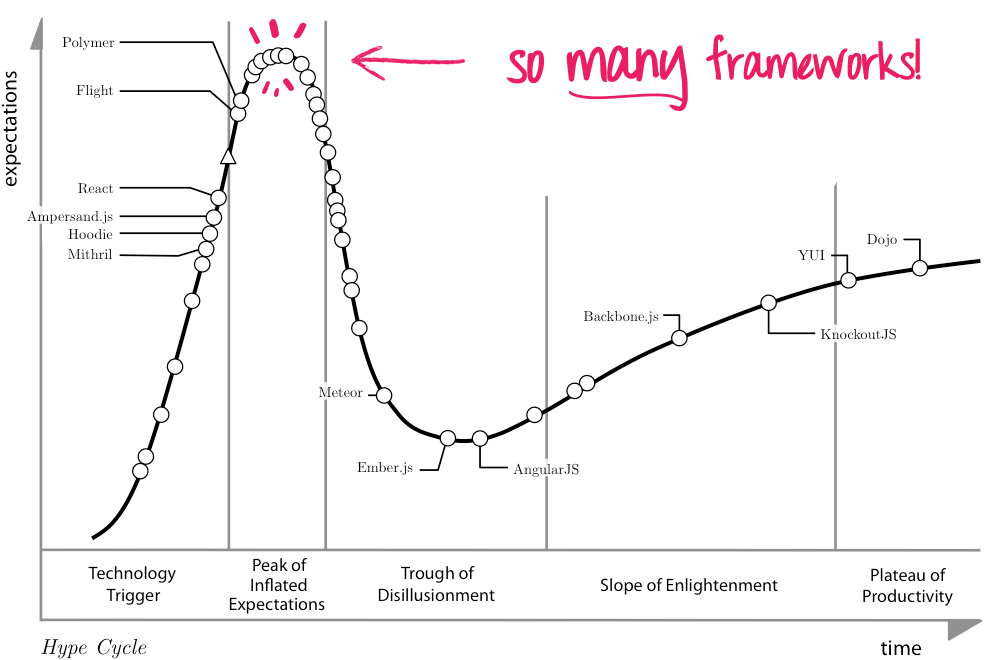 so many frameworks!
expectations
Polymer
Flight
React
Ampersand.js
Hoodie
Mithril
Meteor
Ember.js
AngularJS
Backbone.js
KnockoutJS
YUI
Dojo
Technology
Trigger
Peak of
Inflated
Expectations
Trough of
Disillusionment
Slope of Enlightenment
Plateau of
Productivity
Hype Cycle
time